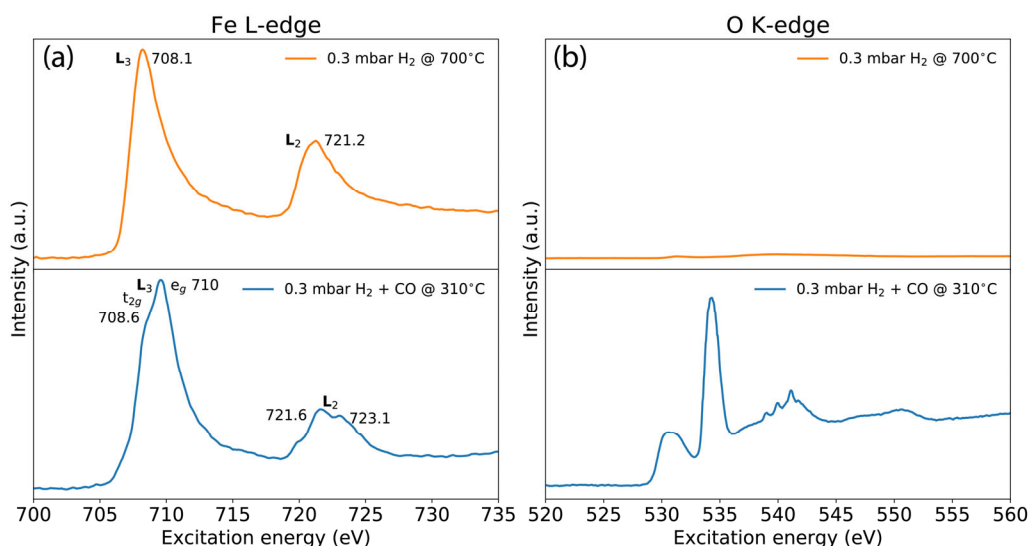 Fe L-edge
O K-edge
(a)
L₃
708.1
0.3 mbar H₂ @ 700°C
L₂
721.2
(b)
0.3 mbar H₂ @ 700°C
Intensity (a.u.)
Intensity (a.u.)
L₃
t₂g
eg 710
708.6
0.3 mbar H₂ + CO @ 310°C
L₂
721.6
723.1
0.3 mbar H₂ + CO @ 310°C
Intensity (a.u.)
Intensity (a.u.)
700 705 710 715 720 725 730 735
520 525 530 535 540 545 550 555 560
Excitation energy (eV)
Excitation energy (eV)